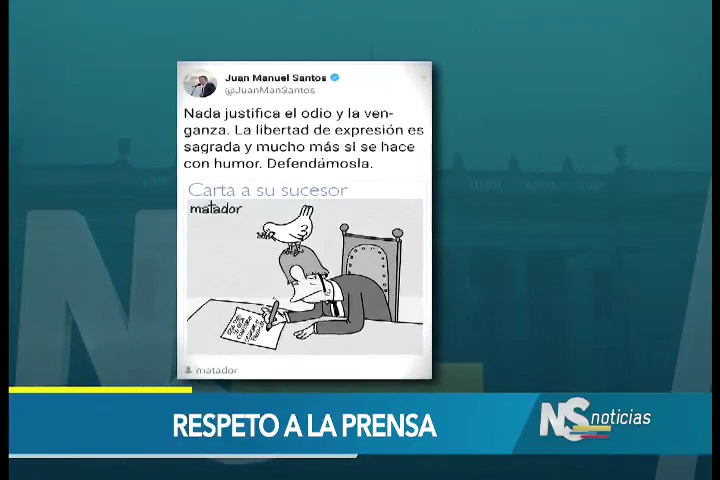 Juan Manuel Santos
@JuanManSantos
Nada justifica el odio y la ven-
ganza. La libertad de expresión es
sagrada y mucho más si se hace
con humor. Defendámosla.
Carta a su sucesor
matador
matador
RESPETO A LA PRENSA
NS noticias